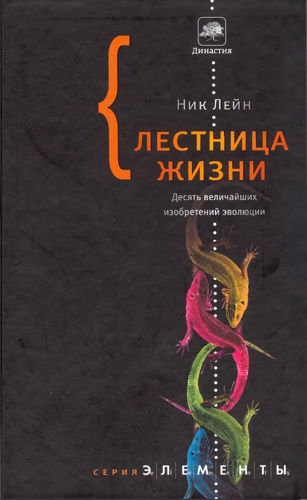 Династия
Ник Лейн
Лестница
жизни
Десять величайших
изобретений эволюции
серия Элементы